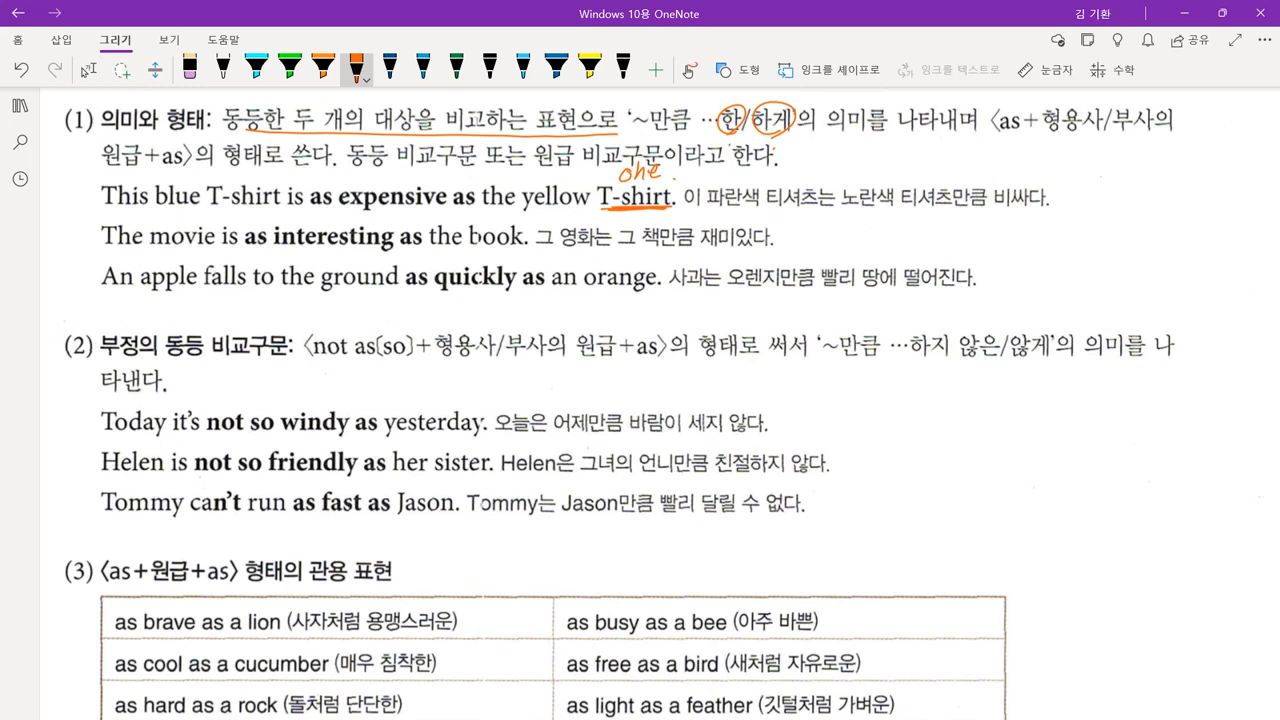 Windows 10용 OneNote
김 기환
홈 삽입 그리기 보기 도움말
공유
도형 잉크를 셰이프로 잉크를 텍스트로 눈금자 수학
(1) 의미와 형태: 동등한 두 개의 대상을 비교하는 표현으로 ‘~만큼 …한/하게’의 의미를 나타내며 〈as+형용사/부사의
원급+as〉의 형태로 쓴다. 동등 비교구문 또는 원급 비교구문이라고 한다.
one
This blue T-shirt is as expensive as the yellow T-shirt. 이 파란색 티셔츠는 노란색 티셔츠만큼 비싸다.
The movie is as interesting as the book. 그 영화는 그 책만큼 재미있다.
An apple falls to the ground as quickly as an orange. 사과는 오렌지만큼 빨리 땅에 떨어진다.
(2) 부정의 동등 비교구문: 〈not as(so)+형용사/부사의 원급+as〉의 형태로 써서 ‘~만큼 …하지 않은/않게’의 의미를 나
타낸다.
Today it’s not so windy as yesterday. 오늘은 어제만큼 바람이 세지 않다.
Helen is not so friendly as her sister. Helen은 그녀의 언니만큼 친절하지 않다.
Tommy can’t run as fast as Jason. Tommy는 Jason만큼 빨리 달릴 수 없다.
(3) 〈as+원급+as〉 형태의 관용 표현
as brave as a lion (사자처럼 용맹스러운) as busy as a bee (아주 바쁜)
as cool as a cucumber (매우 침착한) as free as a bird (새처럼 자유로운)
as hard as a rock (돌처럼 단단한) as light as a feather (깃털처럼 가벼운)